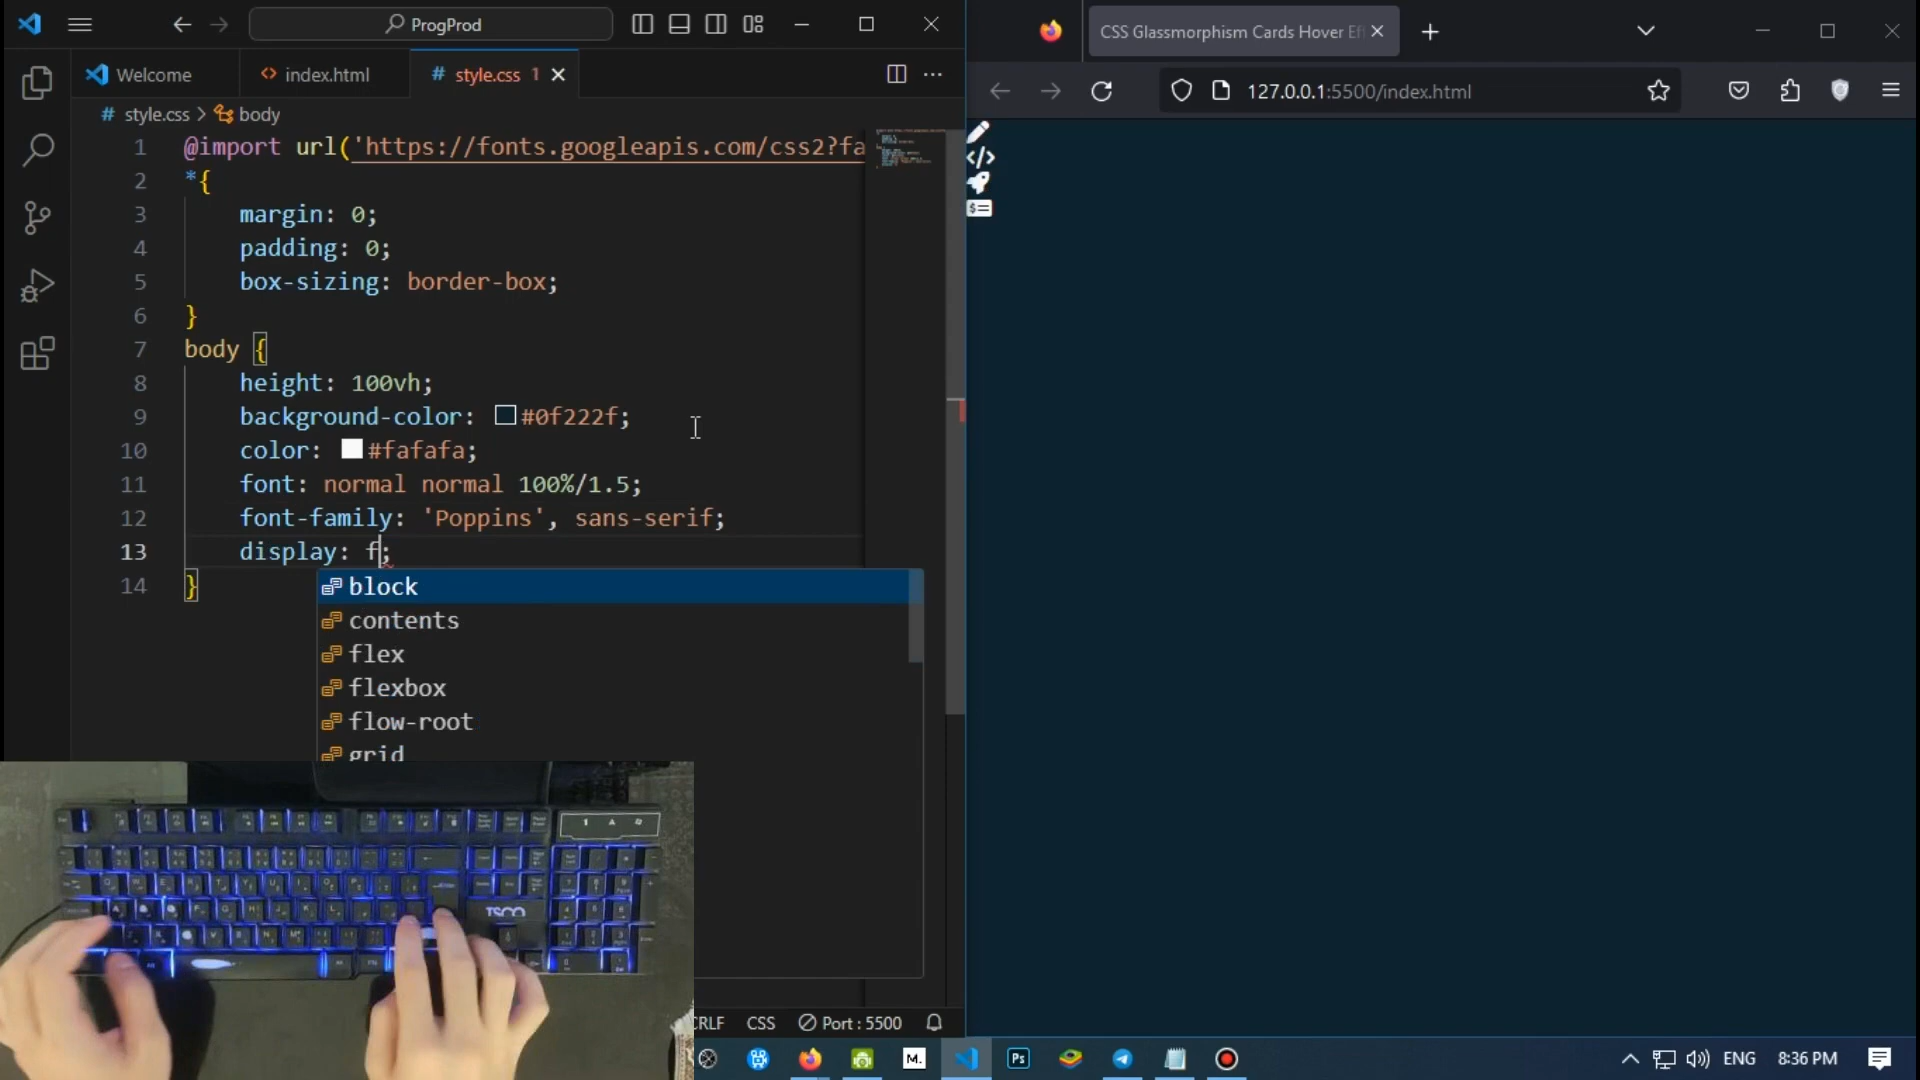 ProgProd
Welcome
index.html
# style.css 1
# style.css > body
1 @import url('https://fonts.googleapis.com/css2?fa
2 *{
3 margin: 0;
4 padding: 0;
5 box-sizing: border-box;
6 }
7 body {
8 height: 100vh;
9 background-color: #0f222f;
10 color: #fafafa;
11 font: normal normal 100%/1.5;
12 font-family: 'Poppins', sans-serif;
13 display: f;
14 }
block
contents
flex
flexbox
flow-root
grid
TSCO
CRLF CSS Port : 5500
CSS Glassmorphism Cards Hover Eff
127.0.0.1:5500/index.html
</>
$=
M.
Ps
ENG 8:36 PM